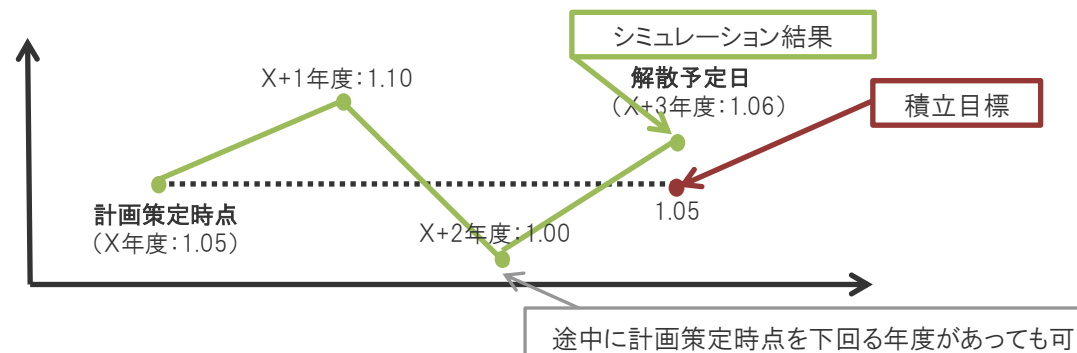 シミュレーション結果
X+1年度：1.10
解散予定日
（X+3年度：1.06）
積立目標
計画策定時点
（X年度：1.05）
X+2年度：1.00
1.05
途中に計画策定時点を下回る年度があっても可